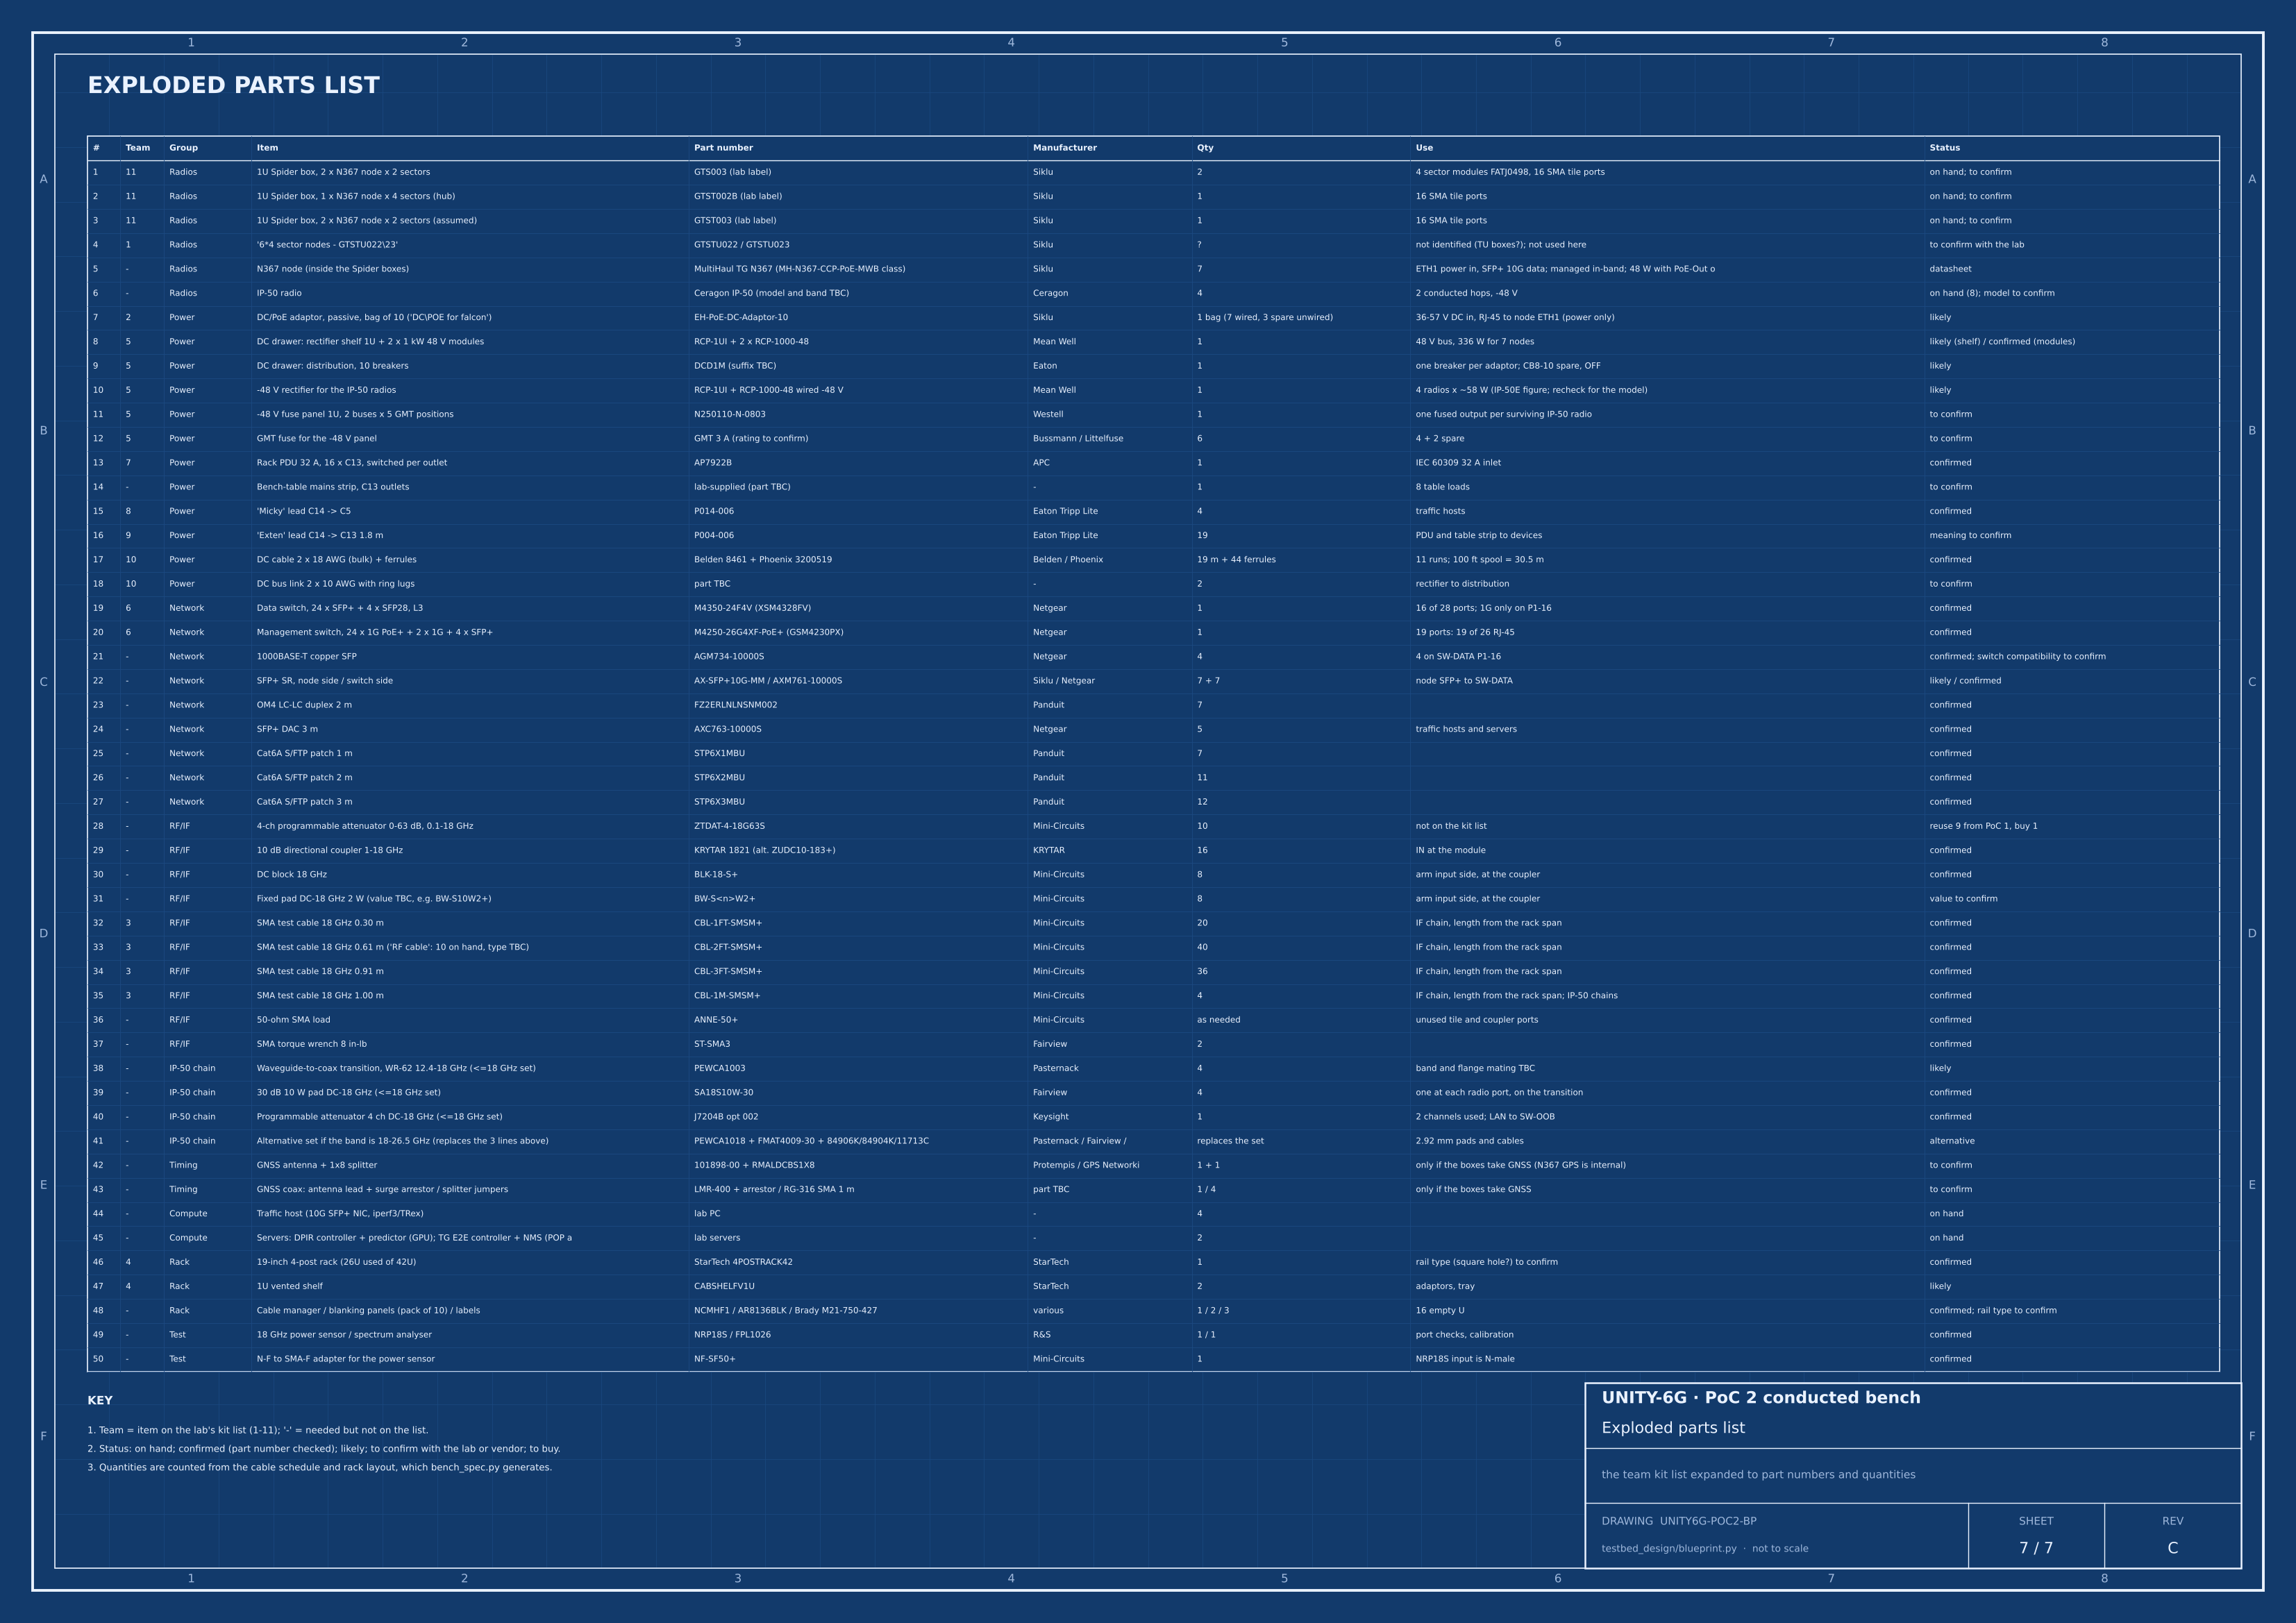 1 2 3 4 5 6 7 8
EXPLODED PARTS LIST
# Team Group Item Part number Manufacturer Qty Use Status
1 11 Radios 1U Spider box, 2 x N367 node x 2 sectors GTS003 (lab label) Siklu 2 4 sector modules FATJ0498, 16 SMA tile ports on hand; to confirm
2 11 Radios 1U Spider box, 1 x N367 node x 4 sectors (hub) GTST002B (lab label) Siklu 1 16 SMA tile ports on hand; to confirm
3 11 Radios 1U Spider box, 2 x N367 node x 2 sectors (assumed) GTST003 (lab label) Siklu 1 16 SMA tile ports on hand; to confirm
4 1 Radios '6*4 sector nodes - GTSTU022\23' GTSTU022 / GTSTU023 Siklu ? not identified (TU boxes?); not used here to confirm with the lab
5 - Radios N367 node (inside the Spider boxes) MultiHaul TG N367 (MH-N367-CCP-PoE-MWB class) Siklu 7 ETH1 power in, SFP+ 10G data; managed in-band; 48 W with PoE-Out o datasheet
6 - Radios IP-50 radio Ceragon IP-50 (model and band TBC) Ceragon 4 2 conducted hops, -48 V on hand (8); model to confirm
7 2 Power DC/PoE adaptor, passive, bag of 10 ('DC\POE for falcon') EH-PoE-DC-Adaptor-10 Siklu 1 bag (7 wired, 3 spare unwired) 36-57 V DC in, RJ-45 to node ETH1 (power only) likely
8 5 Power DC drawer: rectifier shelf 1U + 2 x 1 kW 48 V modules RCP-1UI + 2 x RCP-1000-48 Mean Well 1 48 V bus, 336 W for 7 nodes likely (shelf) / confirmed (modules)
9 5 Power DC drawer: distribution, 10 breakers DCD1M (suffix TBC) Eaton 1 one breaker per adaptor; CB8-10 spare, OFF likely
10 5 Power -48 V rectifier for the IP-50 radios RCP-1UI + RCP-1000-48 wired -48 V Mean Well 1 4 radios x ~58 W (IP-50E figure; recheck for the model) likely
11 5 Power -48 V fuse panel 1U, 2 buses x 5 GMT positions N250110-N-0803 Westell 1 one fused output per surviving IP-50 radio to confirm
12 5 Power GMT fuse for the -48 V panel GMT 3 A (rating to confirm) Bussmann / Littelfuse 6 4 + 2 spare to confirm
13 7 Power Rack PDU 32 A, 16 x C13, switched per outlet AP7922B APC 1 IEC 60309 32 A inlet confirmed
14 - Power Bench-table mains strip, C13 outlets lab-supplied (part TBC) - 1 8 table loads to confirm
15 8 Power 'Micky' lead C14 -> C5 P014-006 Eaton Tripp Lite 4 traffic hosts confirmed
16 9 Power 'Exten' lead C14 -> C13 1.8 m P004-006 Eaton Tripp Lite 19 PDU and table strip to devices meaning to confirm
17 10 Power DC cable 2 x 18 AWG (bulk) + ferrules Belden 8461 + Phoenix 3200519 Belden / Phoenix 19 m + 44 ferrules 11 runs; 100 ft spool = 30.5 m confirmed
18 10 Power DC bus link 2 x 10 AWG with ring lugs part TBC - 2 rectifier to distribution to confirm
19 6 Network Data switch, 24 x SFP+ + 4 x SFP28, L3 M4350-24F4V (XSM4328FV) Netgear 1 16 of 28 ports; 1G only on P1-16 confirmed
20 6 Network Management switch, 24 x 1G PoE+ + 2 x 1G + 4 x SFP+ M4250-26G4XF-PoE+ (GSM4230PX) Netgear 1 19 ports: 19 of 26 RJ-45 confirmed
21 - Network 1000BASE-T copper SFP AGM734-10000S Netgear 4 4 on SW-DATA P1-16 confirmed; switch compatibility to confirm
22 - Network SFP+ SR, node side / switch side AX-SFP+10G-MM / AXM761-10000S Siklu / Netgear 7 + 7 node SFP+ to SW-DATA likely / confirmed
23 - Network OM4 LC-LC duplex 2 m FZ2ERLNLNSNM002 Panduit 7 confirmed
24 - Network SFP+ DAC 3 m AXC763-10000S Netgear 5 traffic hosts and servers confirmed
25 - Network Cat6A S/FTP patch 1 m STP6X1MBU Panduit 7 confirmed
26 - Network Cat6A S/FTP patch 2 m STP6X2MBU Panduit 11 confirmed
27 - Network Cat6A S/FTP patch 3 m STP6X3MBU Panduit 12 confirmed
28 - RF/IF 4-ch programmable attenuator 0-63 dB, 0.1-18 GHz ZTDAT-4-18G63S Mini-Circuits 10 not on the kit list reuse 9 from PoC 1, buy 1
29 - RF/IF 10 dB directional coupler 1-18 GHz KRYTAR 1821 (alt. ZUDC10-183+) KRYTAR 16 IN at the module confirmed
30 - RF/IF DC block 18 GHz BLK-18-S+ Mini-Circuits 8 arm input side, at the coupler confirmed
31 - RF/IF Fixed pad DC-18 GHz 2 W (value TBC, e.g. BW-S10W2+) BW-S<n>W2+ Mini-Circuits 8 arm input side, at the coupler value to confirm
32 3 RF/IF SMA test cable 18 GHz 0.30 m CBL-1FT-SMSM+ Mini-Circuits 20 IF chain, length from the rack span confirmed
33 3 RF/IF SMA test cable 18 GHz 0.61 m ('RF cable': 10 on hand, type TBC) CBL-2FT-SMSM+ Mini-Circuits 40 IF chain, length from the rack span confirmed
34 3 RF/IF SMA test cable 18 GHz 0.91 m CBL-3FT-SMSM+ Mini-Circuits 36 IF chain, length from the rack span confirmed
35 3 RF/IF SMA test cable 18 GHz 1.00 m CBL-1M-SMSM+ Mini-Circuits 4 IF chain, length from the rack span; IP-50 chains confirmed
36 - RF/IF 50-ohm SMA load ANNE-50+ Mini-Circuits as needed unused tile and coupler ports confirmed
37 - RF/IF SMA torque wrench 8 in-lb ST-SMA3 Fairview 2 confirmed
38 - IP-50 chain Waveguide-to-coax transition, WR-62 12.4-18 GHz (<=18 GHz set) PEWCA1003 Pasternack 4 band and flange mating TBC likely
39 - IP-50 chain 30 dB 10 W pad DC-18 GHz (<=18 GHz set) SA18S10W-30 Fairview 4 one at each radio port, on the transition confirmed
40 - IP-50 chain Programmable attenuator 4 ch DC-18 GHz (<=18 GHz set) J7204B opt 002 Keysight 1 2 channels used; LAN to SW-OOB confirmed
41 - IP-50 chain Alternative set if the band is 18-26.5 GHz (replaces the 3 lines above) PEWCA1018 + FMAT4009-30 + 84906K/84904K/11713C Pasternack / Fairview / replaces the set 2.92 mm pads and cables alternative
42 - Timing GNSS antenna + 1x8 splitter 101898-00 + RMALDCBS1X8 Protempis / GPS Networki 1 + 1 only if the boxes take GNSS (N367 GPS is internal) to confirm
43 - Timing GNSS coax: antenna lead + surge arrestor / splitter jumpers LMR-400 + arrestor / RG-316 SMA 1 m part TBC 1 / 4 only if the boxes take GNSS to confirm
44 - Compute Traffic host (10G SFP+ NIC, iperf3/TRex) lab PC - 4 on hand
45 - Compute Servers: DPIR controller + predictor (GPU); TG E2E controller + NMS (POP a lab servers - 2 on hand
46 4 Rack 19-inch 4-post rack (26U used of 42U) StarTech 4POSTRACK42 StarTech 1 rail type (square hole?) to confirm confirmed
47 4 Rack 1U vented shelf CABSHELFV1U StarTech 2 adaptors, tray likely
48 - Rack Cable manager / blanking panels (pack of 10) / labels NCMHF1 / AR8136BLK / Brady M21-750-427 various 1 / 2 / 3 16 empty U confirmed; rail type to confirm
49 - Test 18 GHz power sensor / spectrum analyser NRP18S / FPL1026 R&S 1 / 1 port checks, calibration confirmed
50 - Test N-F to SMA-F adapter for the power sensor NF-SF50+ Mini-Circuits 1 NRP18S input is N-male confirmed
A A
B B
C C
D D
E E
F F
KEY
1. Team = item on the lab's kit list (1-11); '-' = needed but not on the list.
2. Status: on hand; confirmed (part number checked); likely; to confirm with the lab or vendor; to buy.
3. Quantities are counted from the cable schedule and rack layout, which bench_spec.py generates.
UNITY-6G · PoC 2 conducted bench
Exploded parts list
the team kit list expanded to part numbers and quantities
DRAWING UNITY6G-POC2-BP SHEET REV
testbed_design/blueprint.py · not to scale 7 / 7 C
1 2 3 4 5 6 7 8